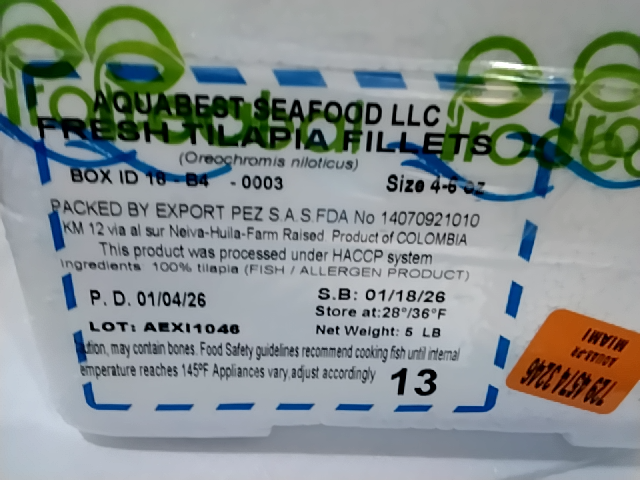 AQUABEST SEAFOOD LLC
FRESH TILAPIA FILLETS
(Oreochromis niloticus)
BOX ID 18 - B4 - 0003
Size 4-6 oz
PACKED BY EXPORT PEZ S.A.S. FDA No 14070921010
KM 12 via al sur Neiva-Huila-Farm Raised Product of COLOMBIA
This product was processed under HACCP system
Ingredients 100% tilapia (FISH / ALLERGEN PRODUCT)
P. D. 01/04/26
S.B: 01/18/26
Store at:28°/36°F
LOT: AEXI1046
Net Weight: 5 LB
may contain bones. Food Safety guidelines recommend cooking fish until internal
emperature reaches 145ºF Appliances vary,adjust accordingly
13
729 4574 3246
MIAMI